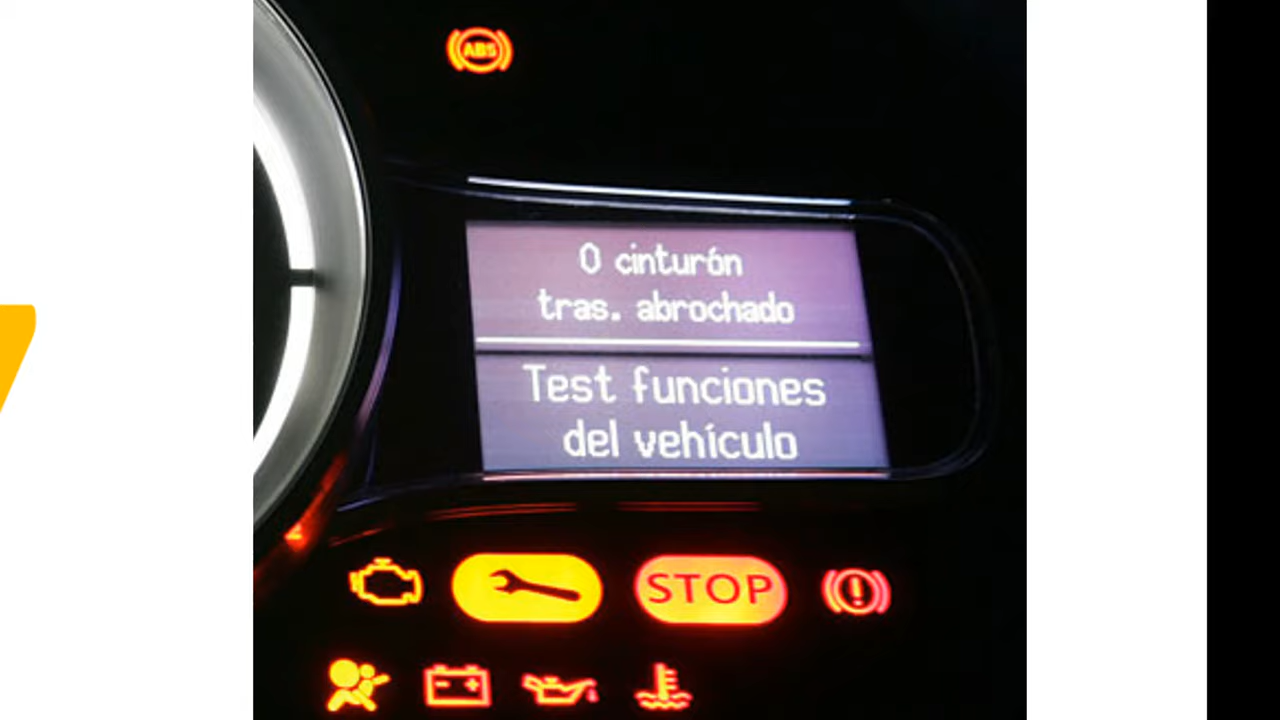 ABS
0 cinturón
tras. abrochado
Test funciones
del vehículo
STOP